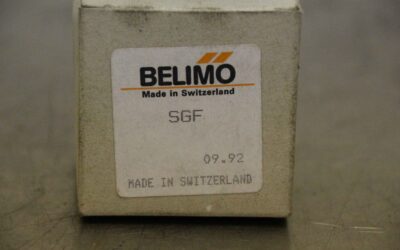 BELIMO
Made in Switzerland
SGF
09.92
MADE IN SWITZERLAND